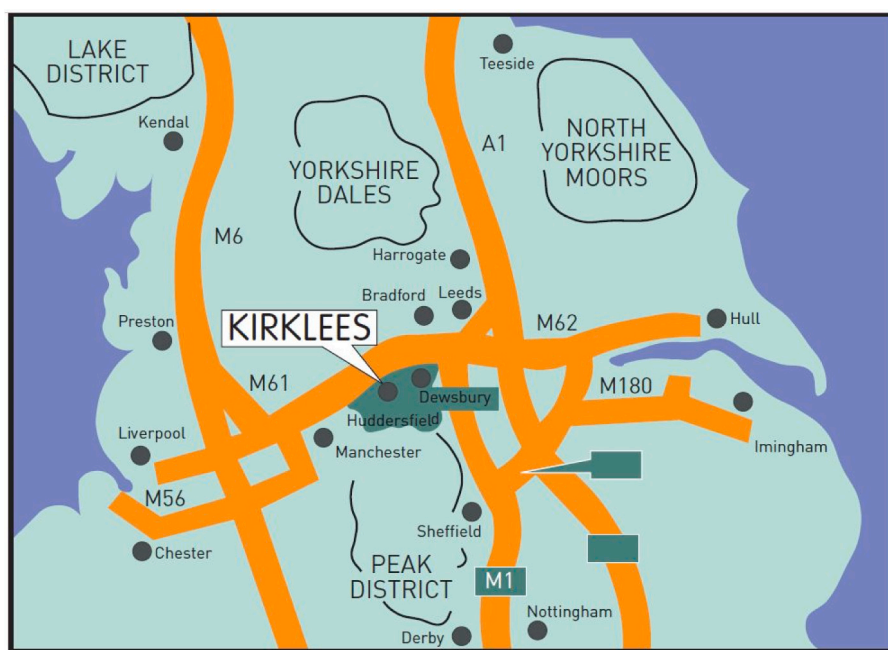 LAKE
DISTRICT
Teeside
Kendal
A1
NORTH
YORKSHIRE
MOORS
YORKSHIRE
DALES
M6
Harrogate
Bradford
Leeds
KIRKLEES
Preston
M62
Hull
M61
M180
Dewsbury
Huddersfield
Liverpool
Manchester
Imingham
M56
Sheffield
Chester
PEAK
DISTRICT
M1
Nottingham
Derby